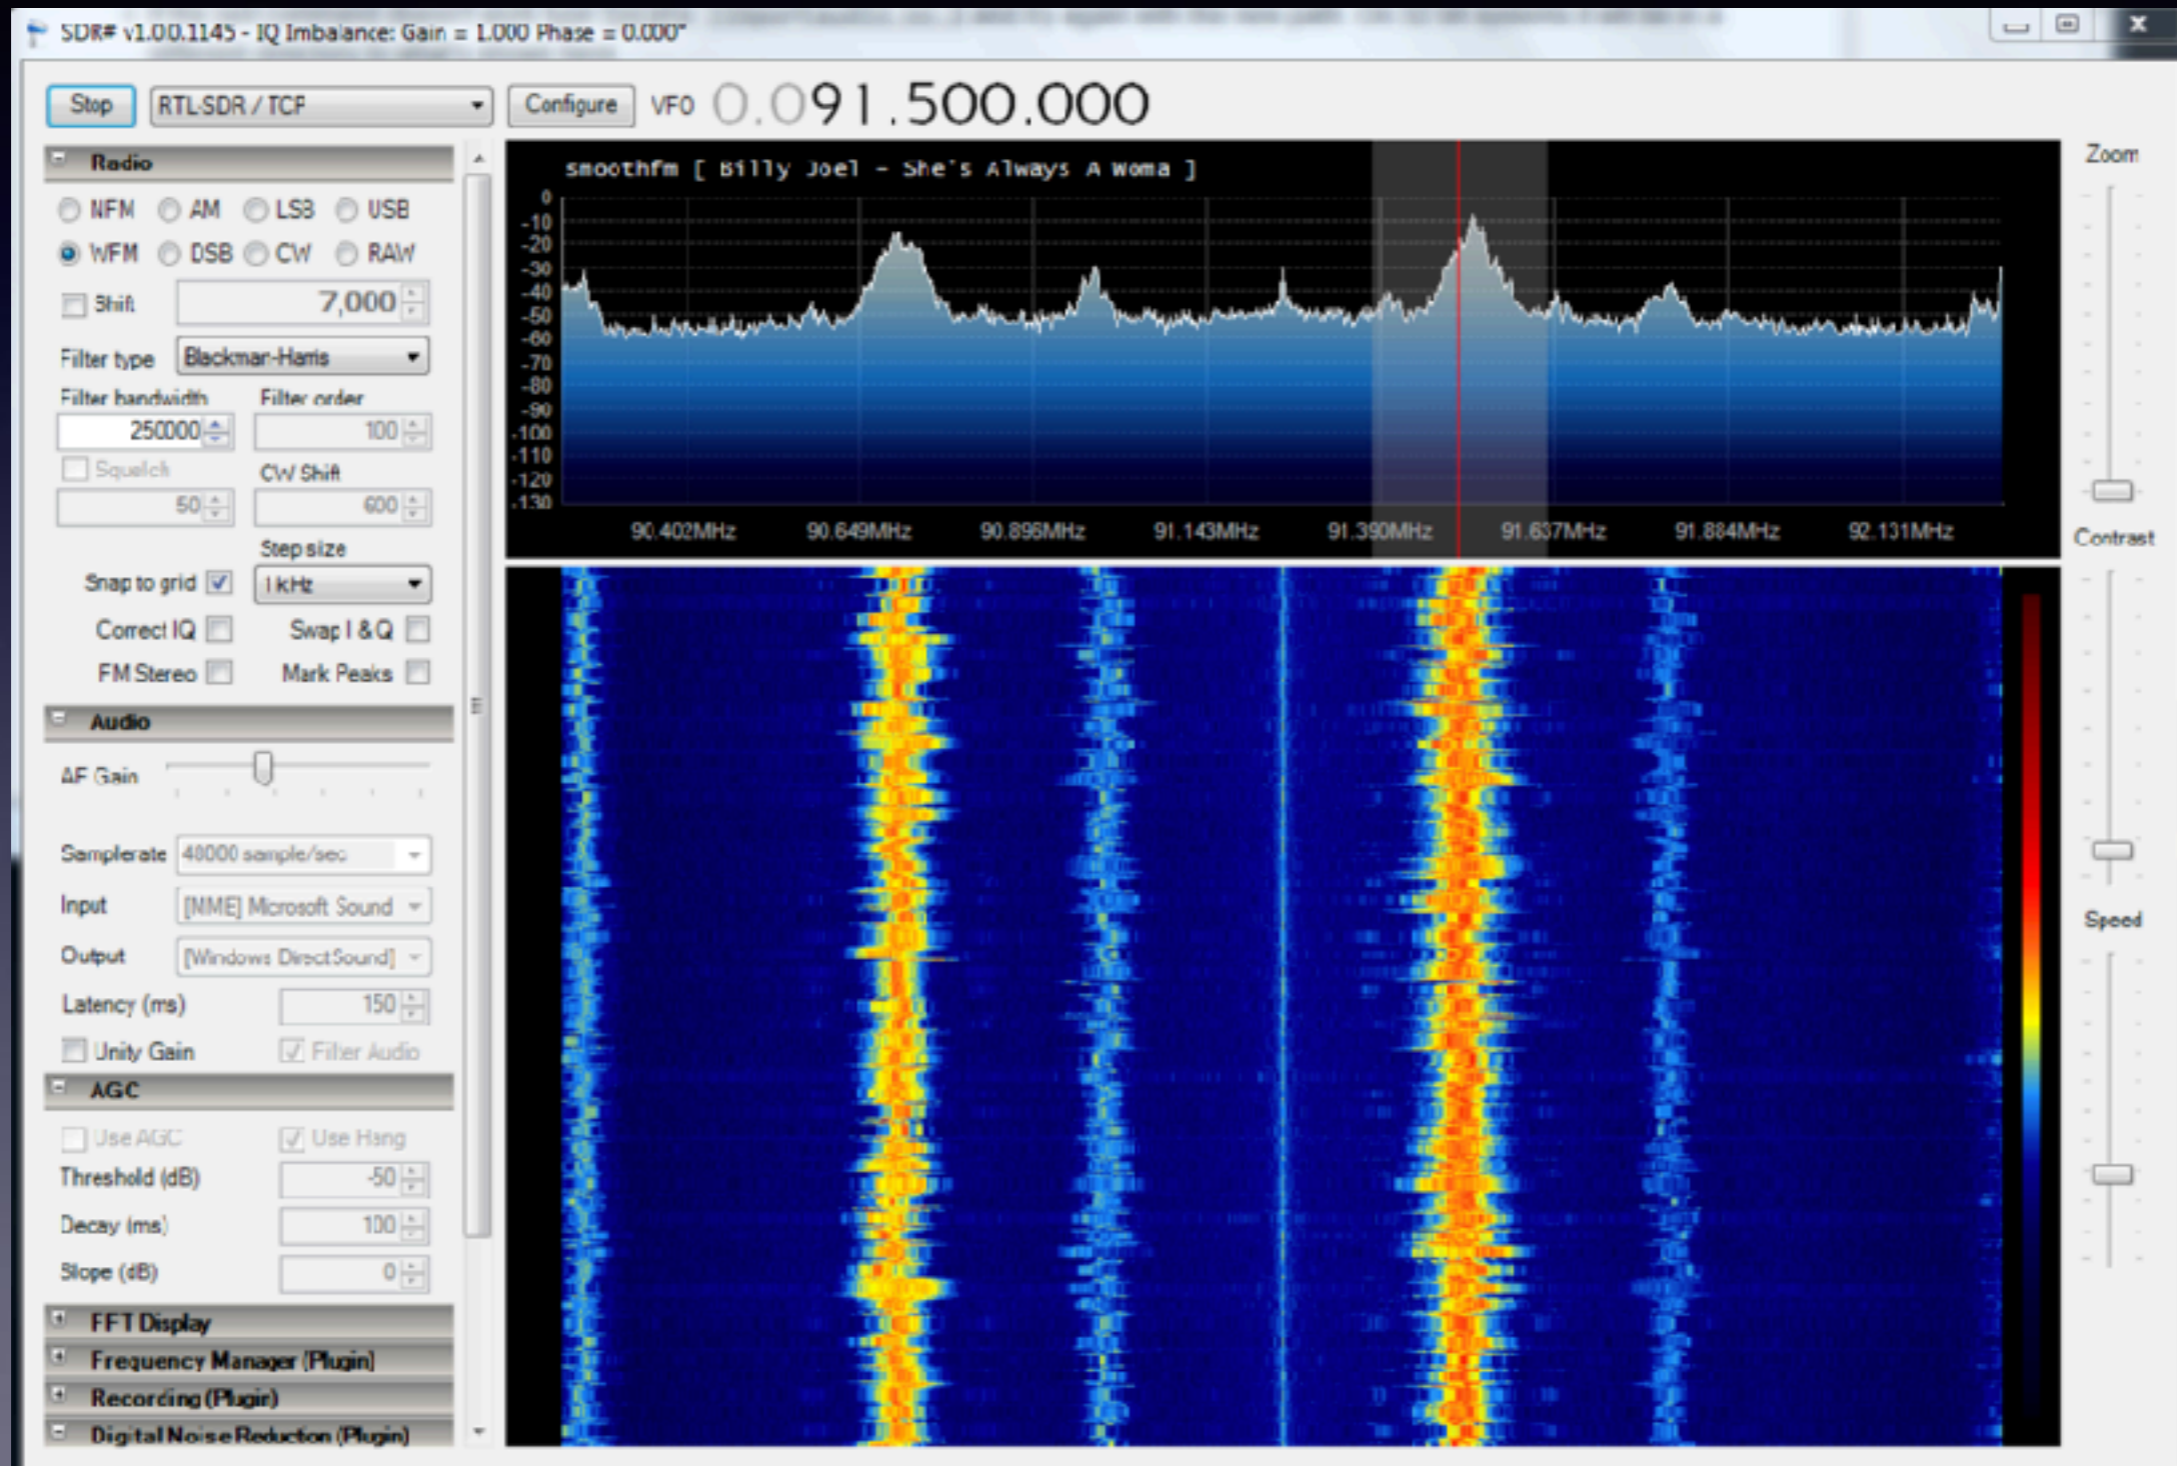 SDR# v1.00.1145 - IQ Imbalance: Gain = 1.000 Phase = 0.000°
Stop RTL-SDR / TCP Configure VFO 0.091.500.000
Radio
NFM AM LSB USB
WFM DSB CW RAW
Shift 7,000
Filter type Blackman-Harris
Filter bandwidth Filter order
250000 100
Squelch CW Shift
50 600
Step size
Snap to grid 1 kHz
Correct IQ Swap I & Q
FM Stereo Mark Peaks
Audio
AF Gain
Samplerate 48000 sample/sec
Input [MME] Microsoft Sound
Output [Windows DirectSound]
Latency (ms) 150
Unity Gain Filter Audio
AGC
Use AGC Use Hang
Threshold (dB) -50
Decay (ms) 100
Slope (dB) 0
FFT Display
Frequency Manager (Plugin)
Recording (Plugin)
Digital Noise Reduction (Plugin)
smoothfm [ Billy Joel - She's Always A Woma ]
0
-10
-20
-30
-40
-50
-60
-70
-80
-90
-100
-110
-120
-130
90.402MHz 90.649MHz 90.896MHz 91.143MHz 91.390MHz 91.637MHz 91.884MHz 92.131MHz
Zoom
Contrast
Speed